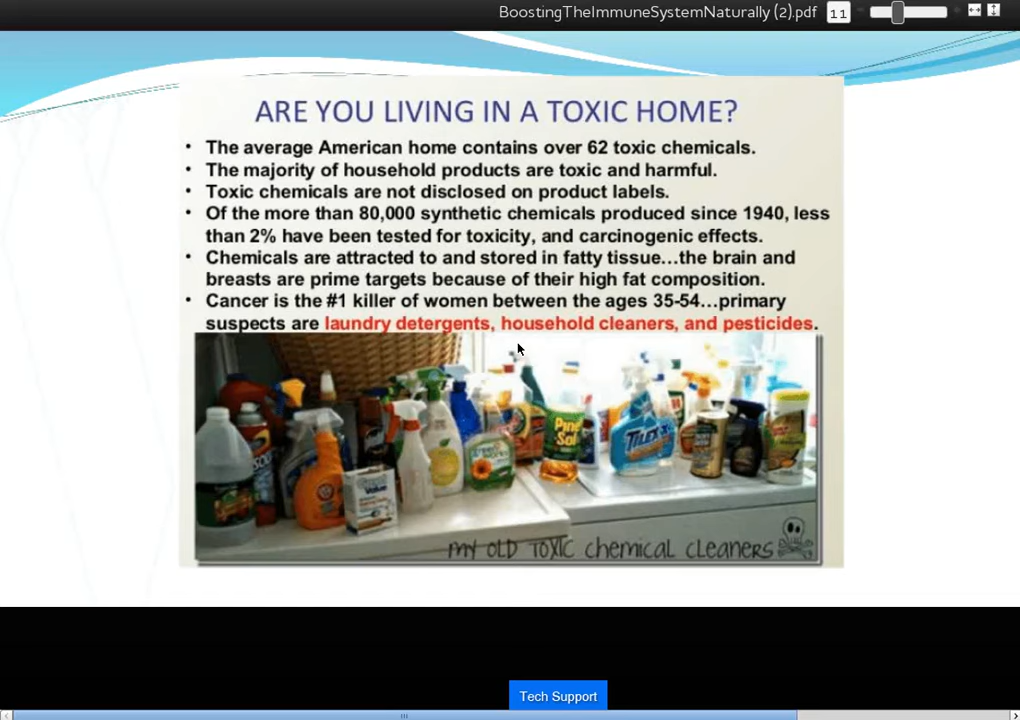 BoostingTheImmuneSystemNaturally (2).pdf 11
ARE YOU LIVING IN A TOXIC HOME?
• The average American home contains over 62 toxic chemicals.
• The majority of household products are toxic and harmful.
• Toxic chemicals are not disclosed on product labels.
• Of the more than 80,000 synthetic chemicals produced since 1940, less
than 2% have been tested for toxicity, and carcinogenic effects.
• Chemicals are attracted to and stored in fatty tissue...the brain and
breasts are prime targets because of their high fat composition.
• Cancer is the #1 killer of women between the ages 35-54...primary
suspects are laundry detergents, household cleaners, and pesticides.
Pine
Sol
TILEX
Value
my OLD TOXIC chemical cleaners
Tech Support